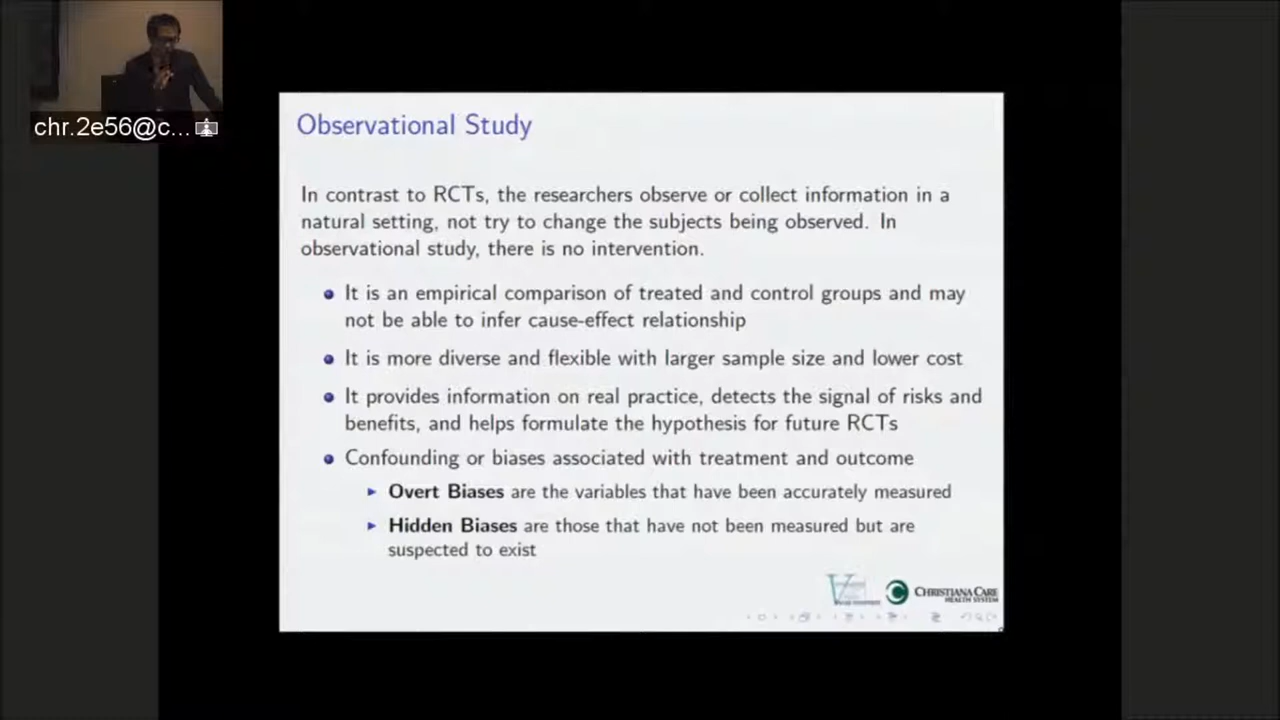 chr.2e56@c...
Observational Study
In contrast to RCTs, the researchers observe or collect information in a
natural setting, not try to change the subjects being observed. In
observational study, there is no intervention.
It is an empirical comparison of treated and control groups and may
not be able to infer cause-effect relationship
It is more diverse and flexible with larger sample size and lower cost
It provides information on real practice, detects the signal of risks and
benefits, and helps formulate the hypothesis for future RCTs
Confounding or biases associated with treatment and outcome
Overt Biases are the variables that have been accurately measured
Hidden Biases are those that have not been measured but are
suspected to exist
CHRISTIANA CARE
HEALTH SYSTEM